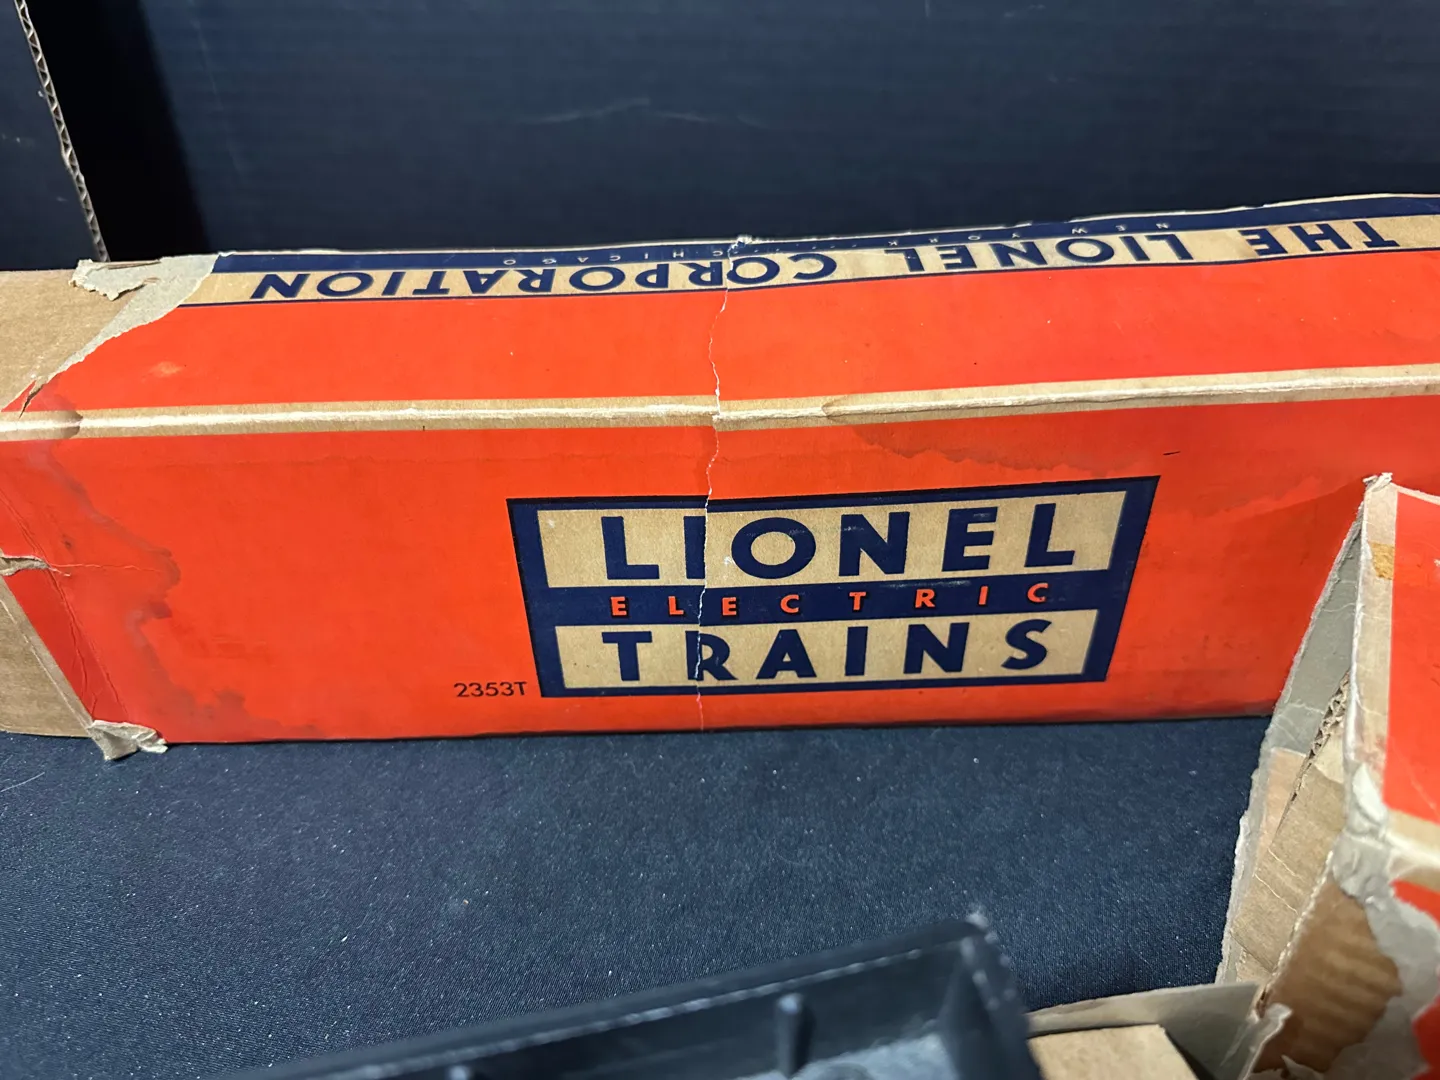 THE LIONEL CORPORATION
NEW YORK ... CHICAGO
LIONEL
ELECTRIC
TRAINS
2353T